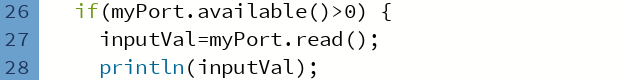 26 if(myPort.available()>0) {
27 inputVal=myPort.read();
28 println(inputVal);